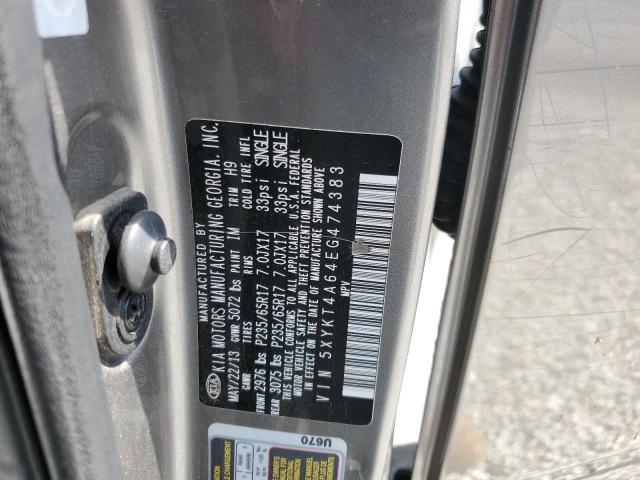 KIA
MANUFACTURED BY
KIA MOTORS MANUFACTURING GEORGIA, INC.
MAY/22/13 GVWR 5072 lbs PAINT IM TRIM H9
GAWR TIRES RIMS COLD TIRE INFL
FRONT 2976 lbs P235/65R17 7.0JX17 33psi SINGLE
REAR 3075 lbs P235/65R17 7.0JX17 33psi SINGLE
THIS VEHICLE CONFORMS TO ALL APPLICABLE U.S.A. FEDERAL
MOTOR VEHICLE SAFETY AND THEFT PREVENTION STANDARDS
IN EFFECT ON THE DATE OF MANUFACTURE SHOWN ABOVE
VIN 5XYKT4A64EG474383
MPV
U670